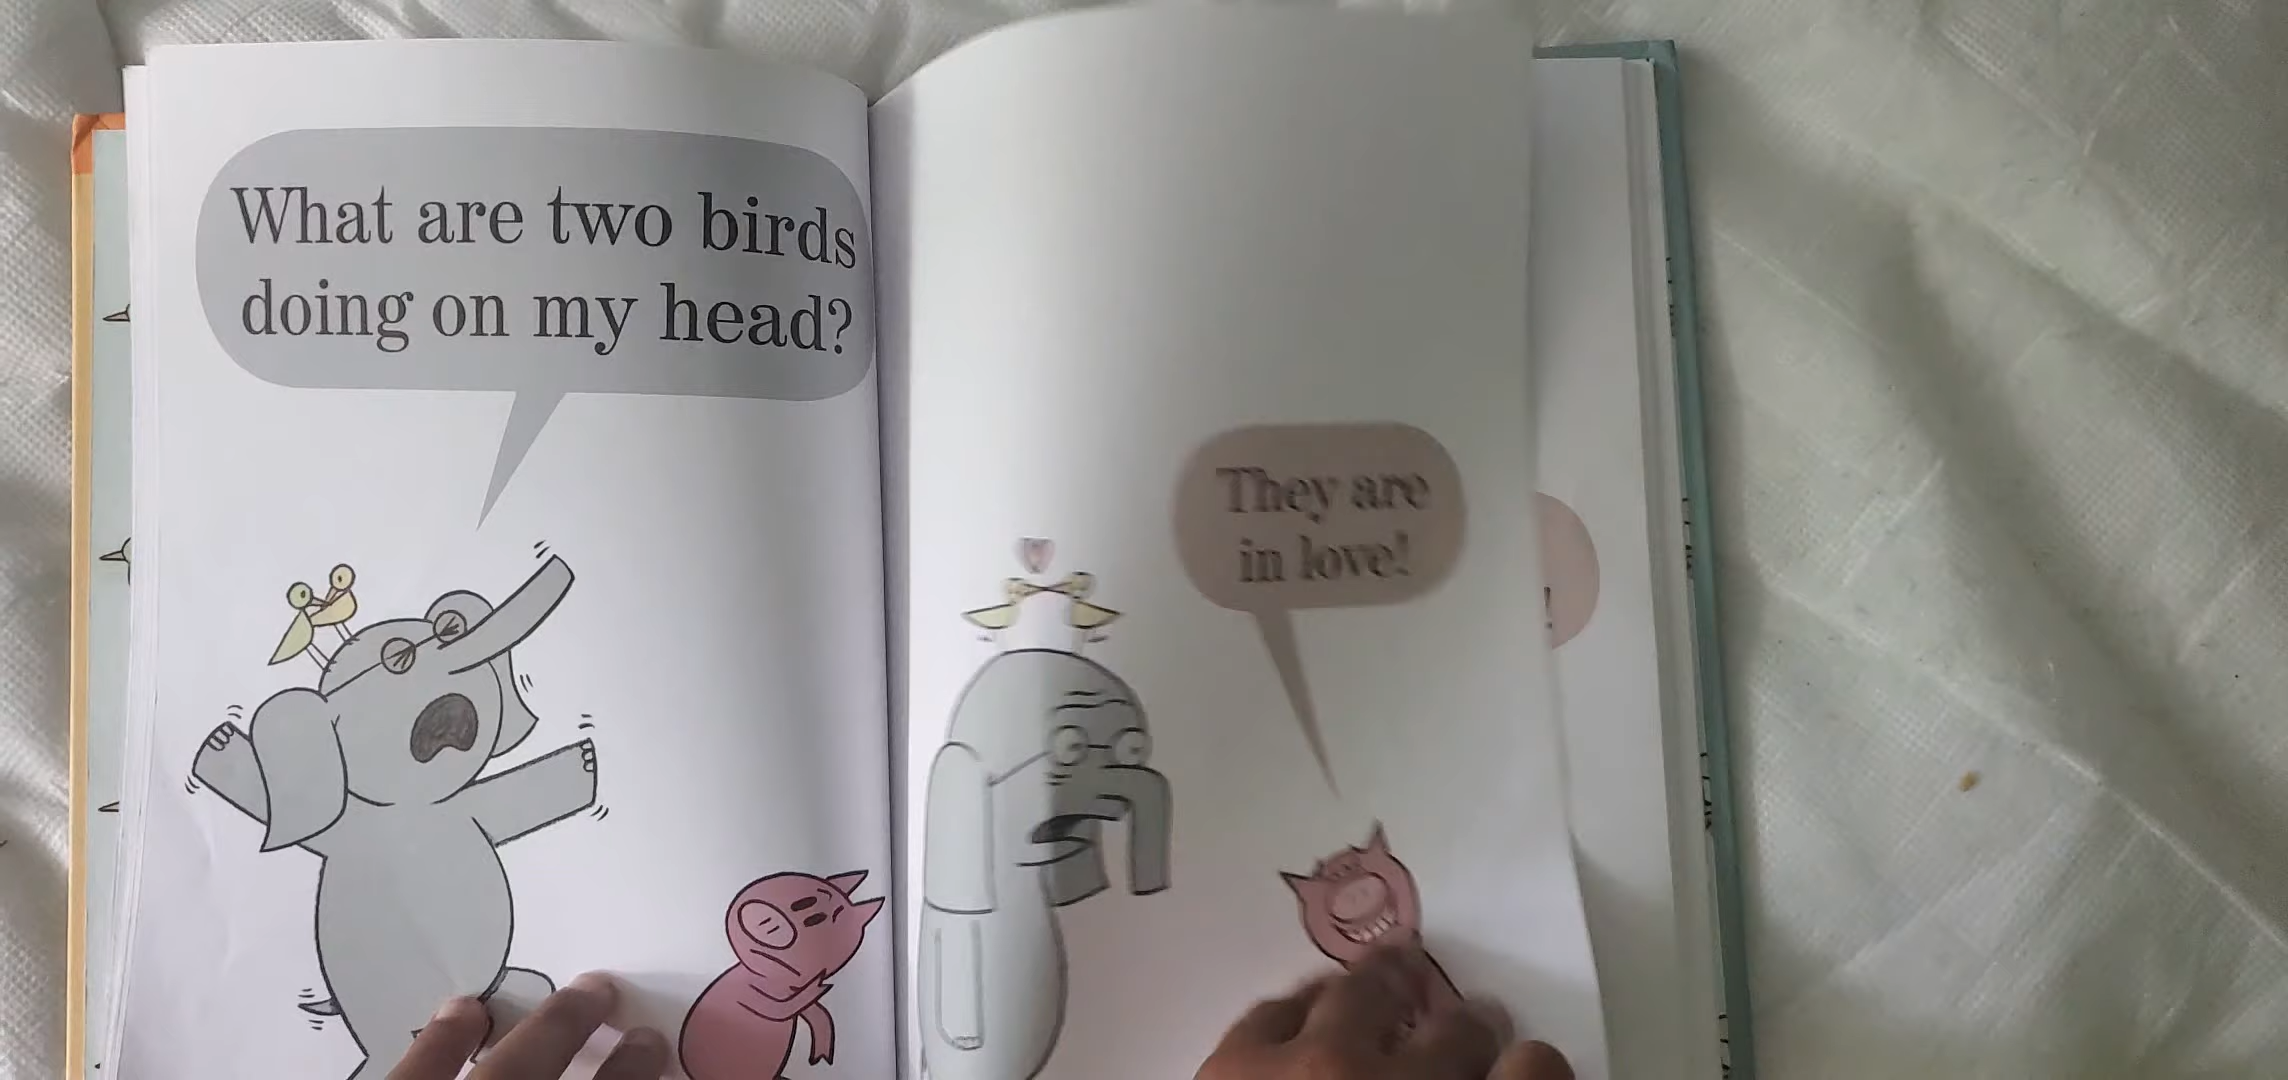 What are two birds
doing on my head?
They are
in love!
!